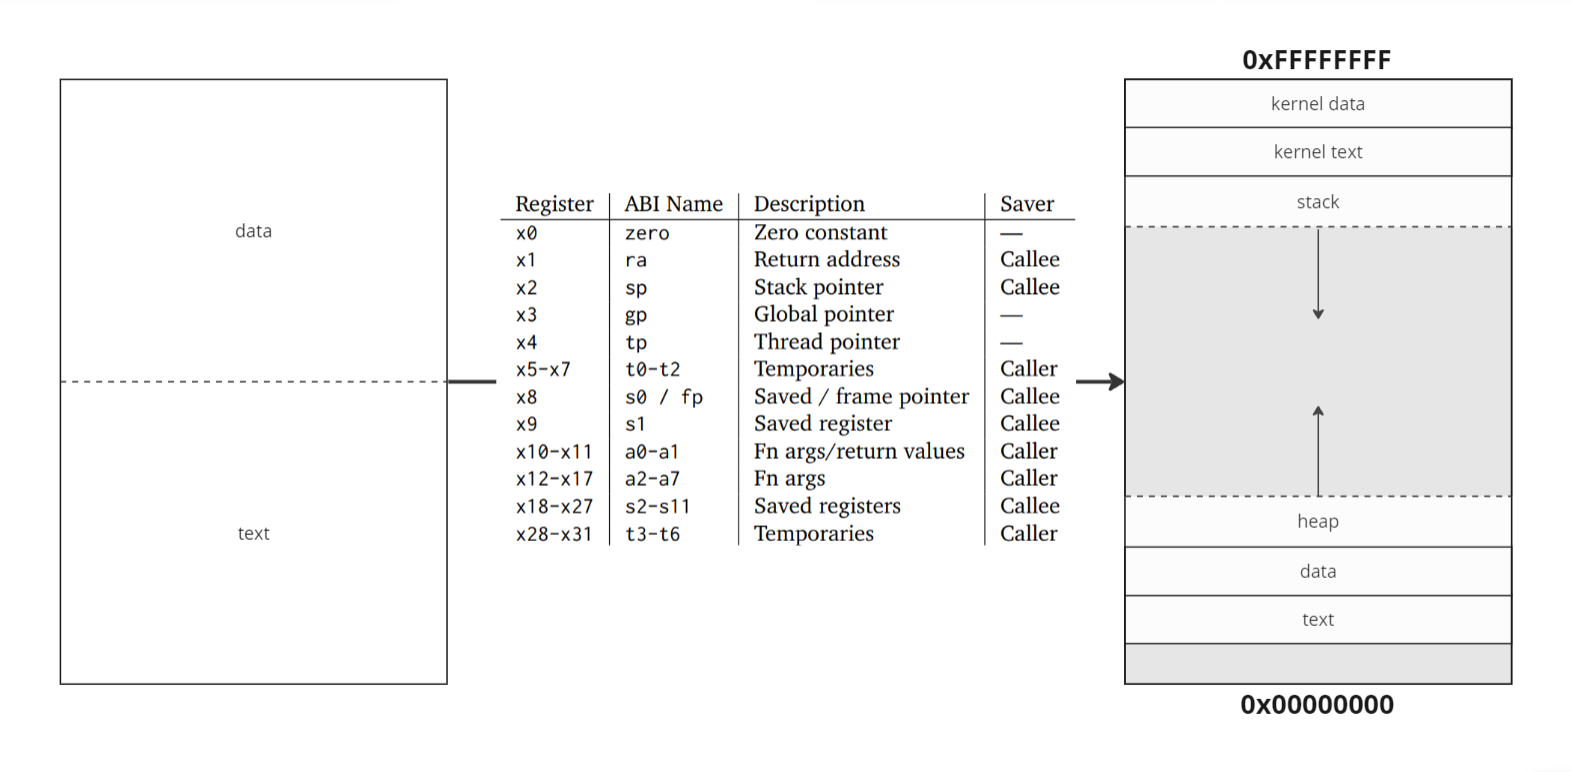 data
text
Register ABI Name Description Saver
x0 zero Zero constant —
x1 ra Return address Callee
x2 sp Stack pointer Callee
x3 gp Global pointer —
x4 tp Thread pointer —
x5-x7 t0-t2 Temporaries Caller
x8 s0 / fp Saved / frame pointer Callee
x9 s1 Saved register Callee
x10-x11 a0-a1 Fn args/return values Caller
x12-x17 a2-a7 Fn args Caller
x18-x27 s2-s11 Saved registers Callee
x28-x31 t3-t6 Temporaries Caller
0xFFFFFFFF
kernel data
kernel text
stack
heap
data
text
0x00000000